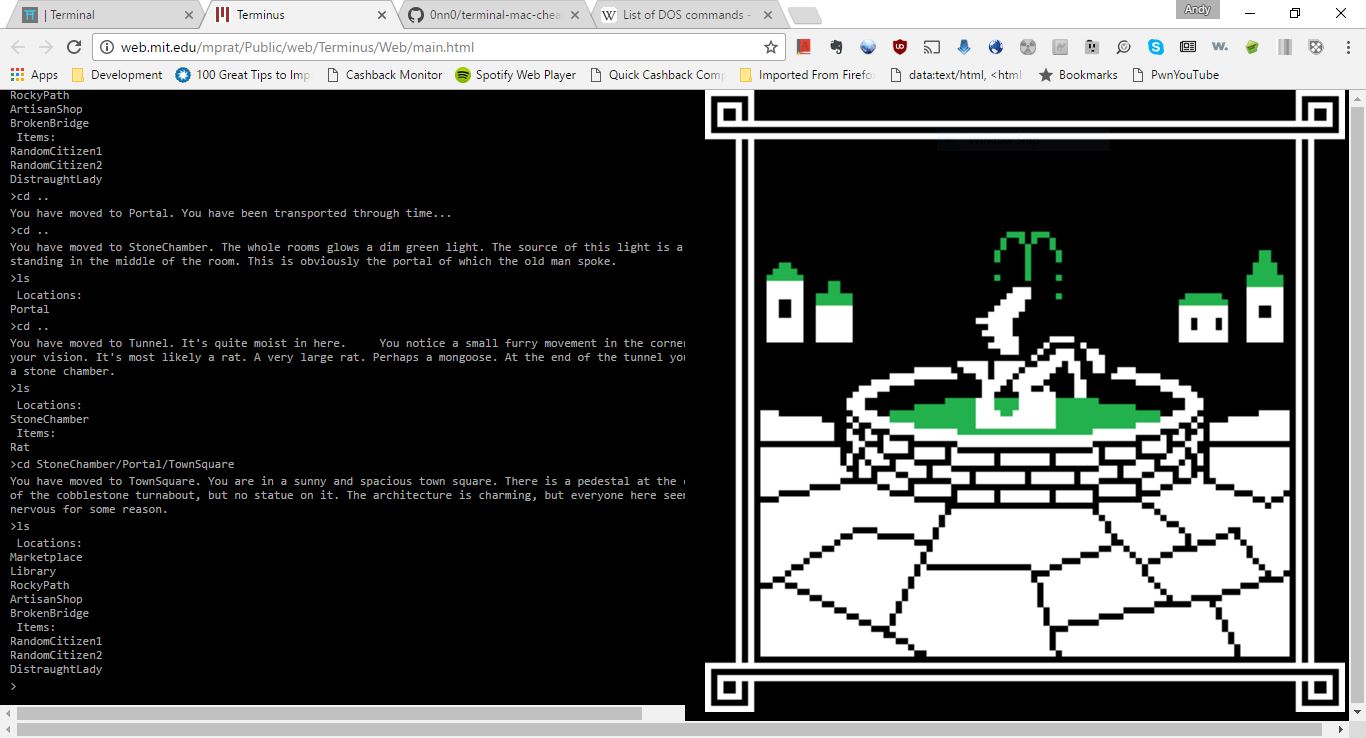 | Terminal
Terminus
0nn0/terminal-mac-chea
List of DOS commands -
Andy
web.mit.edu/mprat/Public/web/Terminus/Web/main.html
Apps
Development
100 Great Tips to Imp
Cashback Monitor
Spotify Web Player
Quick Cashback Comp
Imported From Firefo
data:text/html, <html
Bookmarks
PwnYouTube
RockyPath
ArtisanShop
BrokenBridge
Items:
RandomCitizen1
RandomCitizen2
DistraughtLady
>cd ..
You have moved to Portal. You have been transported through time...
>cd ..
You have moved to StoneChamber. The whole rooms glows a dim green light. The source of this light is a
standing in the middle of the room. This is obviously the portal of which the old man spoke.
>ls
Locations:
Portal
>cd ..
You have moved to Tunnel. It's quite moist in here. You notice a small furry movement in the corner
your vision. It's most likely a rat. A very large rat. Perhaps a mongoose. At the end of the tunnel you
a stone chamber.
>ls
Locations:
StoneChamber
Items:
Rat
>cd StoneChamber/Portal/TownSquare
You have moved to TownSquare. You are in a sunny and spacious town square. There is a pedestal at the
of the cobblestone turnabout, but no statue on it. The architecture is charming, but everyone here seem
nervous for some reason.
>ls
Locations:
Marketplace
Library
RockyPath
ArtisanShop
BrokenBridge
Items:
RandomCitizen1
RandomCitizen2
DistraughtLady
>